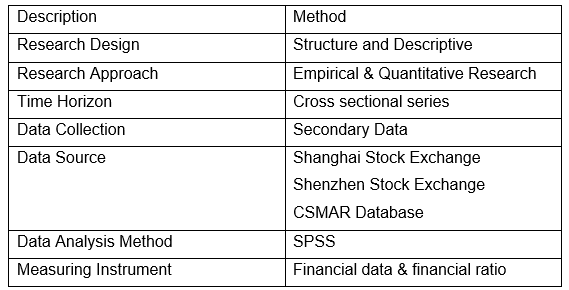 Description Method
Research Design Structure and Descriptive
Research Approach Empirical & Quantitative Research
Time Horizon Cross sectional series
Data Collection Secondary Data
Data Source Shanghai Stock Exchange
Shenzhen Stock Exchange
CSMAR Database
Data Analysis Method SPSS
Measuring Instrument Financial data & financial ratio